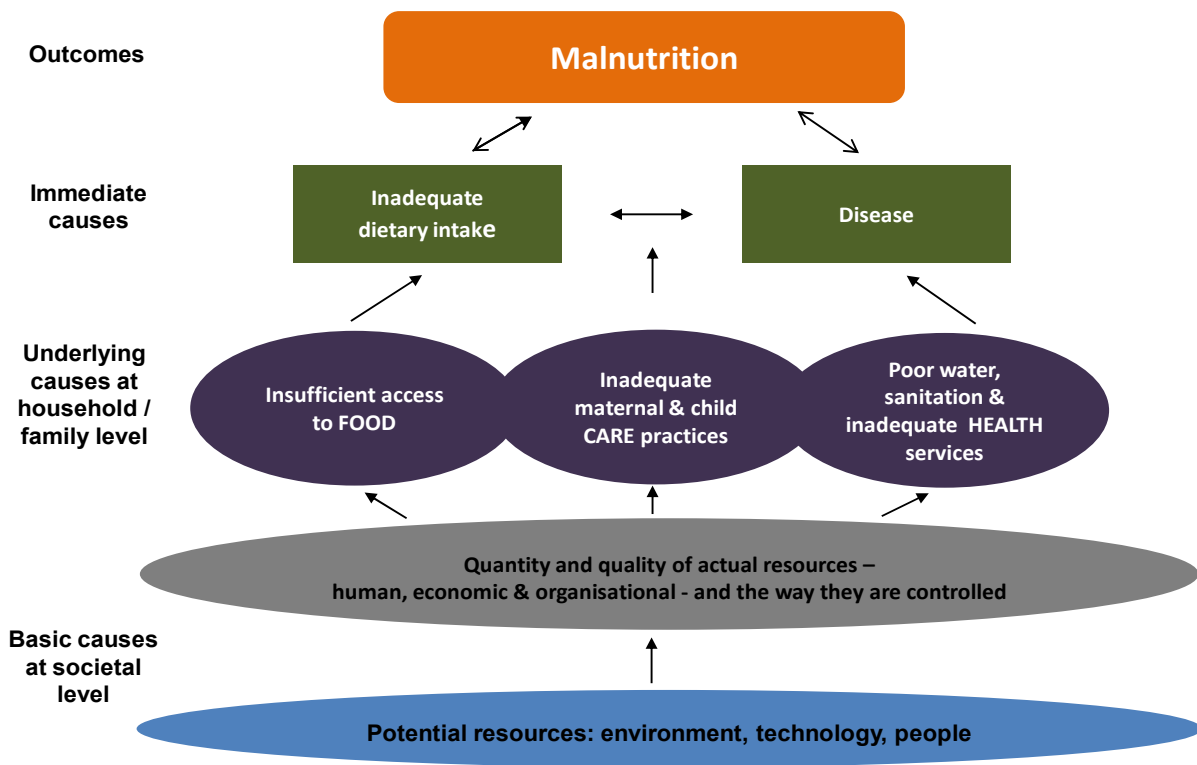 Outcomes
Malnutrition
Immediate
causes
Inadequate
dietary intake
Disease
Underlying
causes at
household /
family level
Insufficient access
to FOOD
Inadequate
maternal & child
CARE practices
Poor water,
sanitation &
inadequate HEALTH
services
Quantity and quality of actual resources –
human, economic & organisational - and the way they are controlled
Basic causes
at societal
level
Potential resources: environment, technology, people